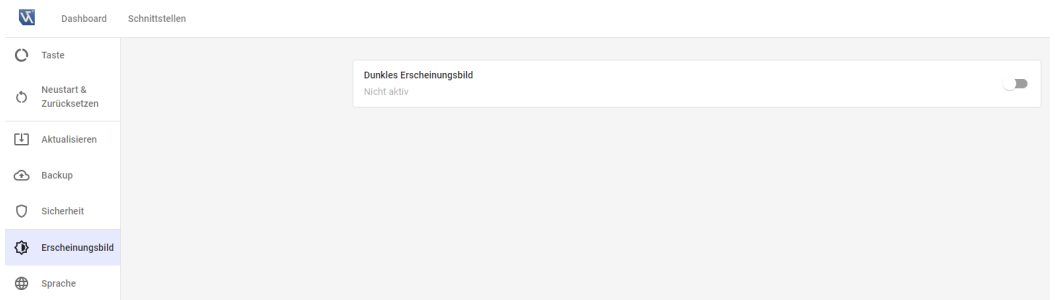 Dashboard Schnittstellen
Taste
Neustart &
Zurücksetzen
Aktualisieren
Backup
Sicherheit
Erscheinungsbild
Sprache
Dunkles Erscheinungsbild
Nicht aktiv